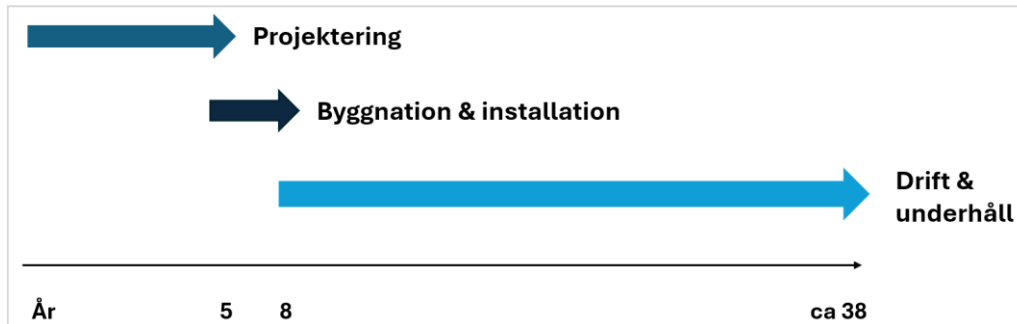 Projektering
Byggnation & installation
Drift &
underhåll
År 5 8 ca 38